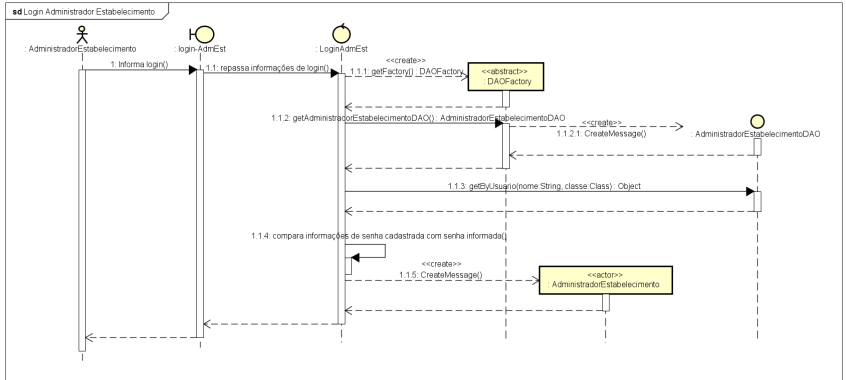 sd Login Administrador Estabelecimento
: AdministradorEstabelecimento
: login-AdmEst
: LoginAdmEst
<<create>>
1: Informa login()
1.1: repassa informações de login()
1.1.1: getFactory() : DAOFactory
<<abstract>>
: DAOFactory
1.1.2: getAdministradorEstabelecimentoDAO() : AdministradorEstabelecimentoDAO
<<create>>
1.1.2.1: CreateMessage()
: AdministradorEstabelecimentoDAO
1.1.3: getByUsuario(nome:String, classe:Class) : Object
1.1.4: compara informações de senha cadastrada com senha informada()
<<create>>
1.1.5: CreateMessage()
<<actor>>
: AdministradorEstabelecimento